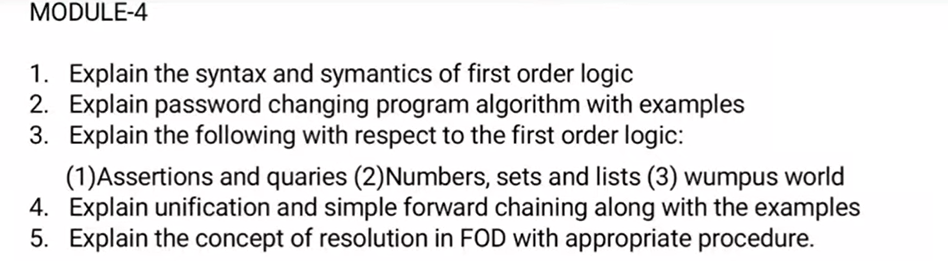 MODULE-4
1. Explain the syntax and symantics of first order logic
2. Explain password changing program algorithm with examples
3. Explain the following with respect to the first order logic:
(1)Assertions and quaries (2)Numbers, sets and lists (3) wumpus world
4. Explain unification and simple forward chaining along with the examples
5. Explain the concept of resolution in FOD with appropriate procedure.